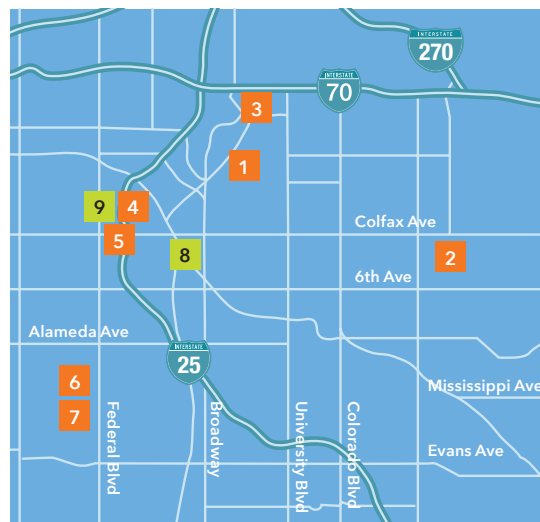 INTERSTATE
270
INTERSTATE
70
3
1
9
4
5
8
Colfax Ave
2
6th Ave
Alameda Ave
INTERSTATE
25
6
7
Mississippi Ave
Federal Blvd
Broadway
University Blvd
Colorado Blvd
Evans Ave